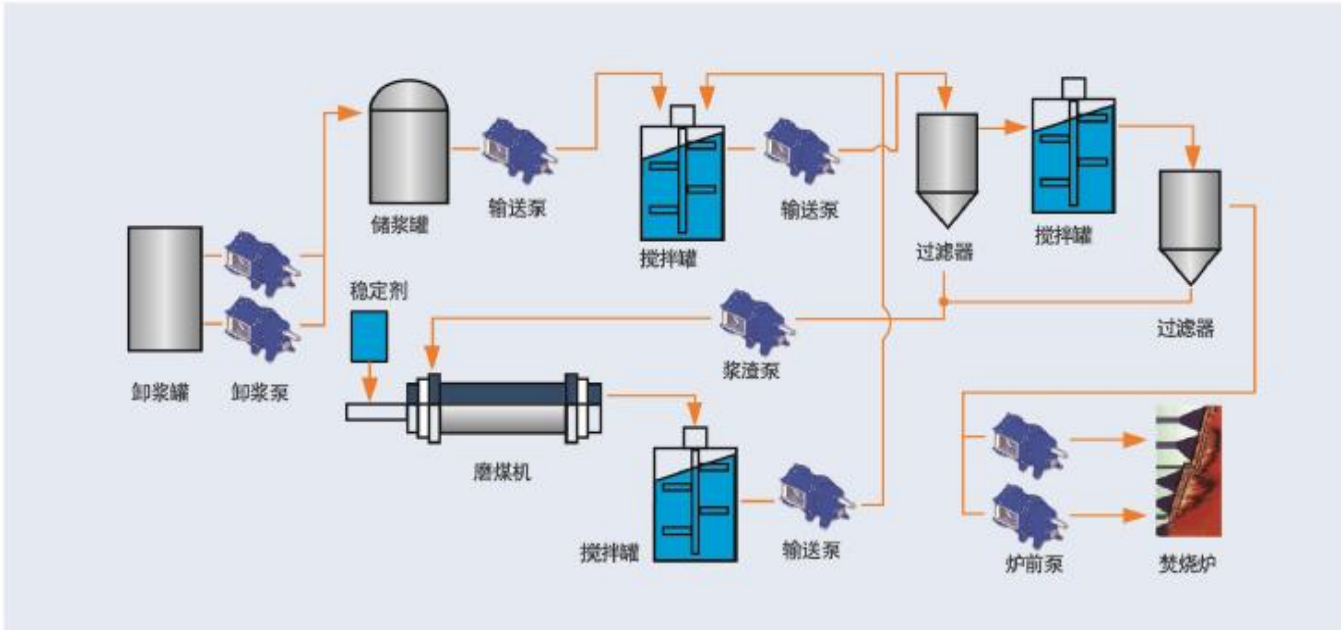 储浆罐
输送泵
搅拌罐
输送泵
过滤器
搅拌罐
过滤器
卸浆罐
卸浆泵
稳定剂
磨煤机
浆渣泵
搅拌罐
输送泵
炉前泵
焚烧炉